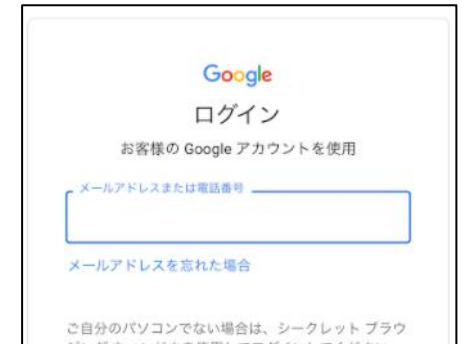 Google
ログイン
お客様の Google アカウントを使用
メールアドレスまたは電話番号
メールアドレスを忘れた場合
ご自分のパソコンでない場合は、シークレット ブラウ